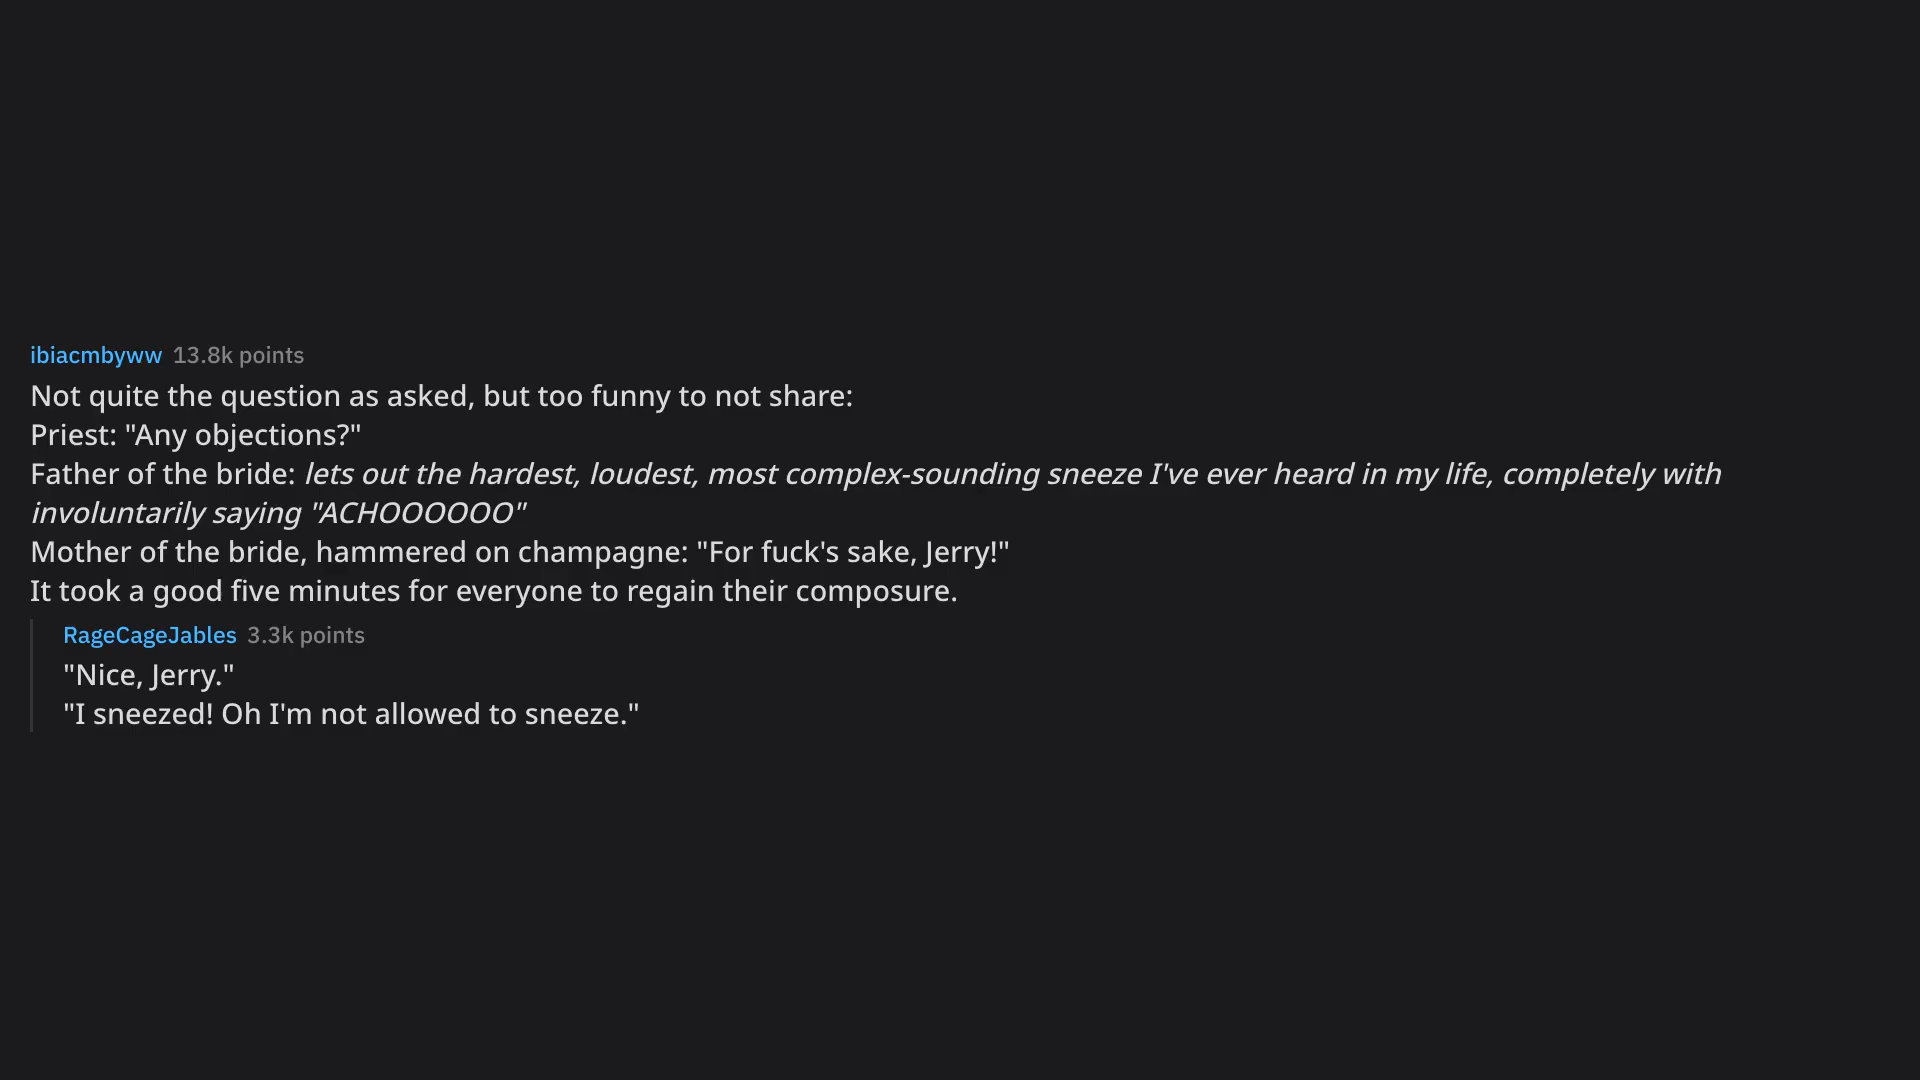 ibiacmbyww 13.8k points
Not quite the question as asked, but too funny to not share:
Priest: "Any objections?"
Father of the bride: lets out the hardest, loudest, most complex-sounding sneeze I've ever heard in my life, completely with
involuntarily saying "ACHOOOOOO"
Mother of the bride, hammered on champagne: "For fuck's sake, Jerry!"
It took a good five minutes for everyone to regain their composure.
RageCageJables 3.3k points
"Nice, Jerry."
"I sneezed! Oh I'm not allowed to sneeze."